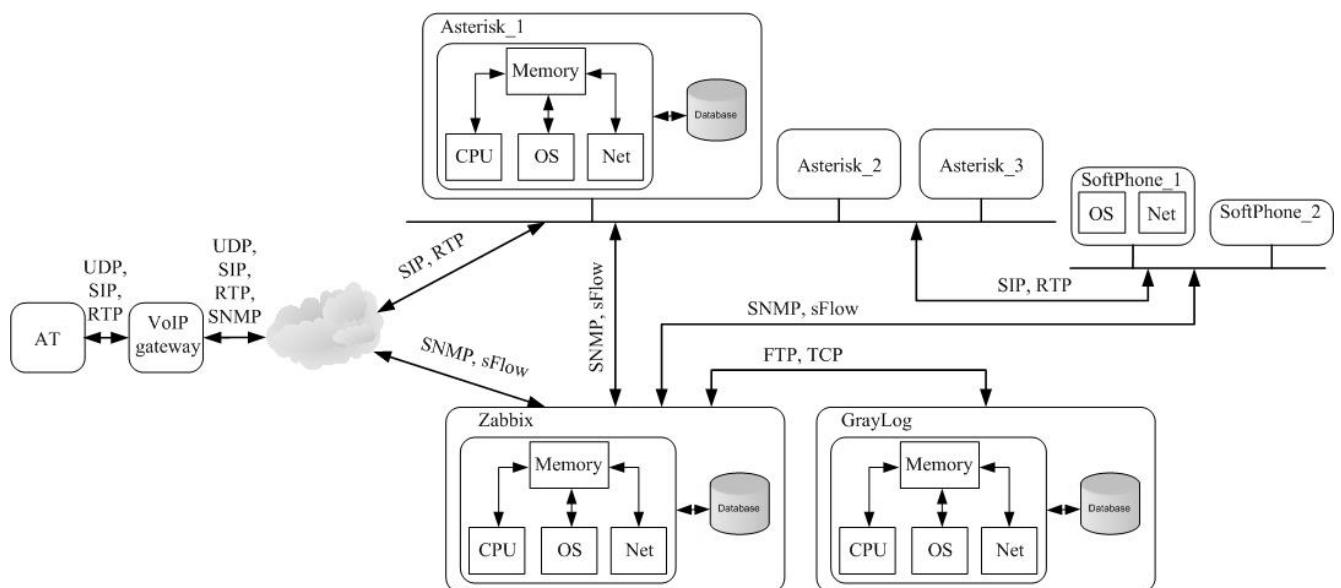 Asterisk_1
Memory
CPU
OS
Net
Database
Asterisk_2
Asterisk_3
SoftPhone_1
OS
Net
SoftPhone_2
UDP,
SIP,
RTP
UDP,
SIP,
RTP,
SNMP
AT
VoIP
gateway
SIP, RTP
SNMP, sFlow
SNMP, sFlow
SIP, RTP
SNMP, sFlow
FTP, TCP
Zabbix
Memory
CPU
OS
Net
Database
GrayLog
Memory
CPU
OS
Net
Database